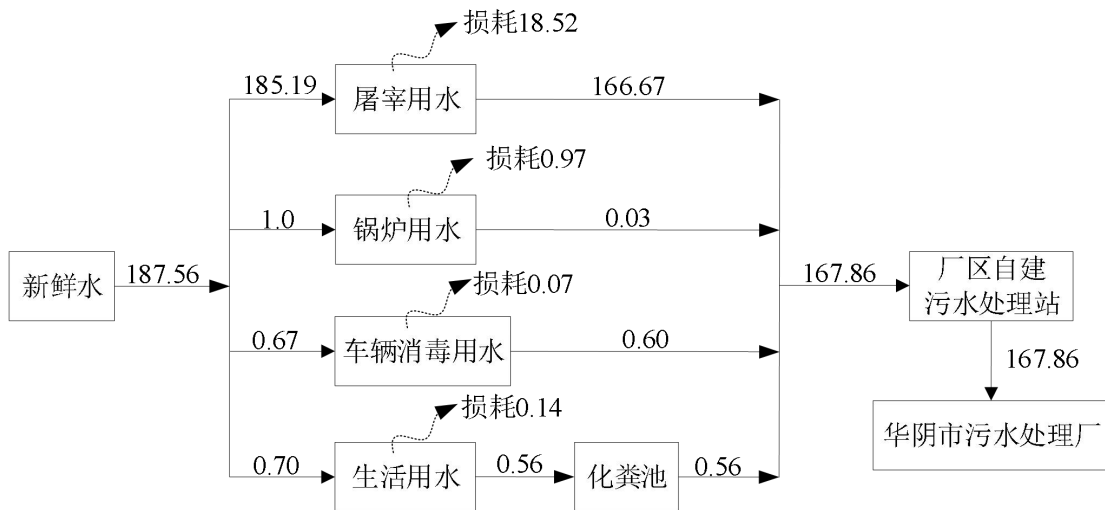 损耗18.52
185.19
屠宰用水
166.67
损耗0.97
1.0
锅炉用水
0.03
新鲜水
187.56
损耗0.07
0.67
车辆消毒用水
0.60
损耗0.14
0.70
生活用水
0.56
化粪池
0.56
167.86
厂区自建
污水处理站
167.86
华阴市污水处理厂